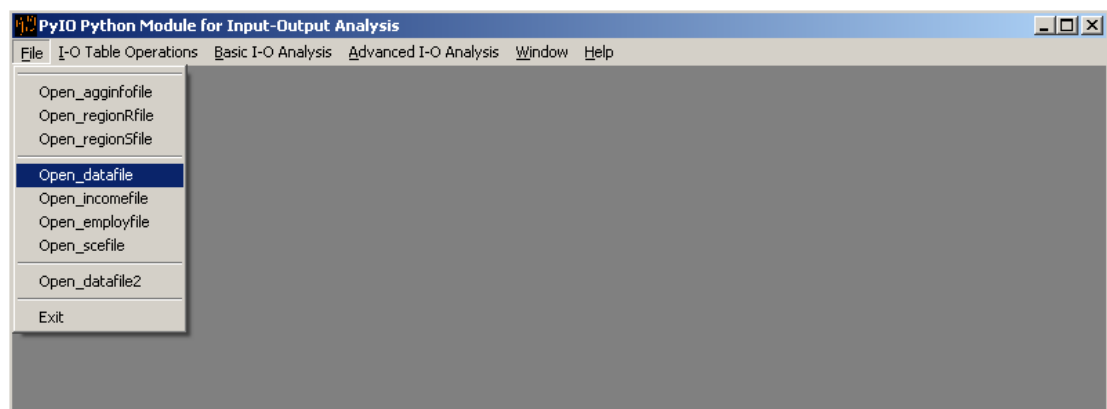 PyIO Python Module for Input-Output Analysis
File I-O Table Operations Basic I-O Analysis Advanced I-O Analysis Window Help
Open_agginfofile
Open_regionRfile
Open_regionSfile
Open_datafile
Open_incomefile
Open_employfile
Open_scefile
Open_datafile2
Exit